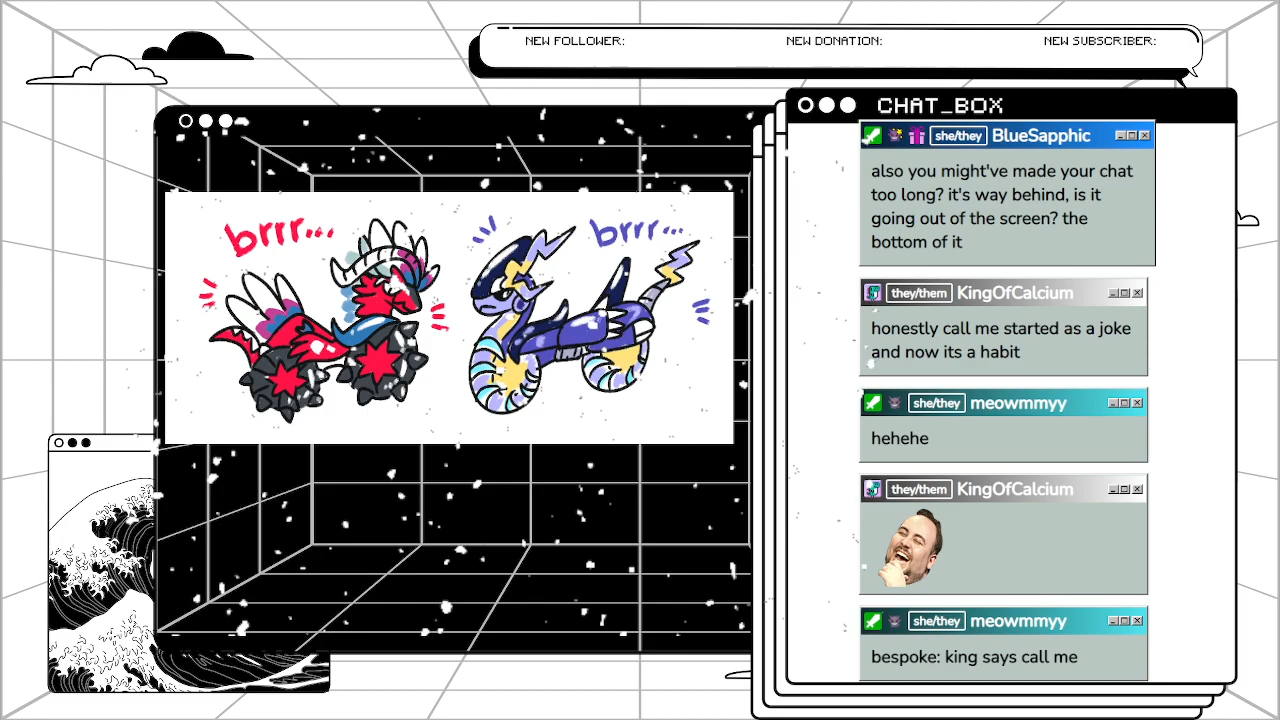 NEW FOLLOWER:
NEW DONATION:
NEW SUBSCRIBER:
CHAT_BOX
she/they BlueSapphic
also you might've made your chat
too long? it's way behind, is it
going out of the screen? the
bottom of it
they/them KingOfCalcium
honestly call me started as a joke
and now its a habit
she/they meowmmyy
hehehe
they/them KingOfCalcium
she/they meowmmyy
bespoke: king says call me
brrr...
brrr...